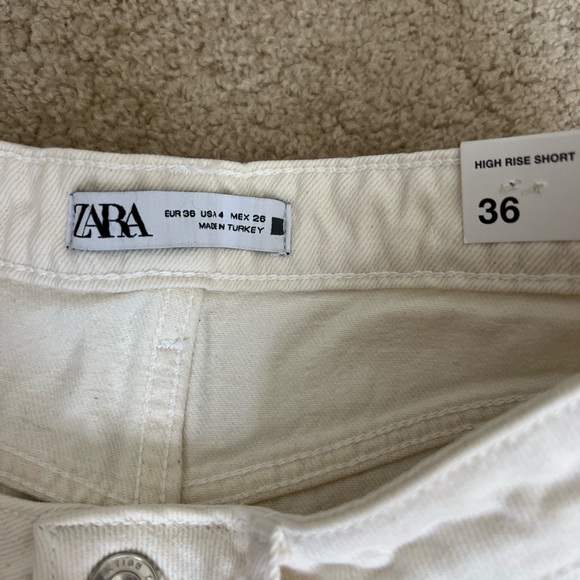 HIGH RISE SHORT
36
ZARA
EUR 36 USA 4 MEX 26
MADE IN TURKEY